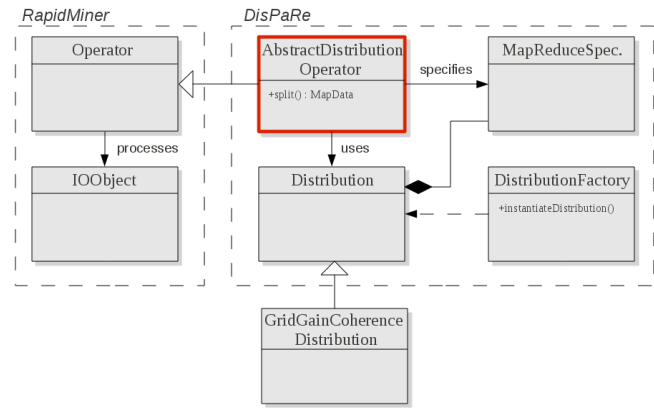 RapidMiner
DisPaRe
Operator
AbstractDistribution
Operator
+split() : MapData
specifies
MapReduceSpec.
processes
uses
IOObject
Distribution
DistributionFactory
+instantiateDistribution()
GridGainCoherence
Distribution